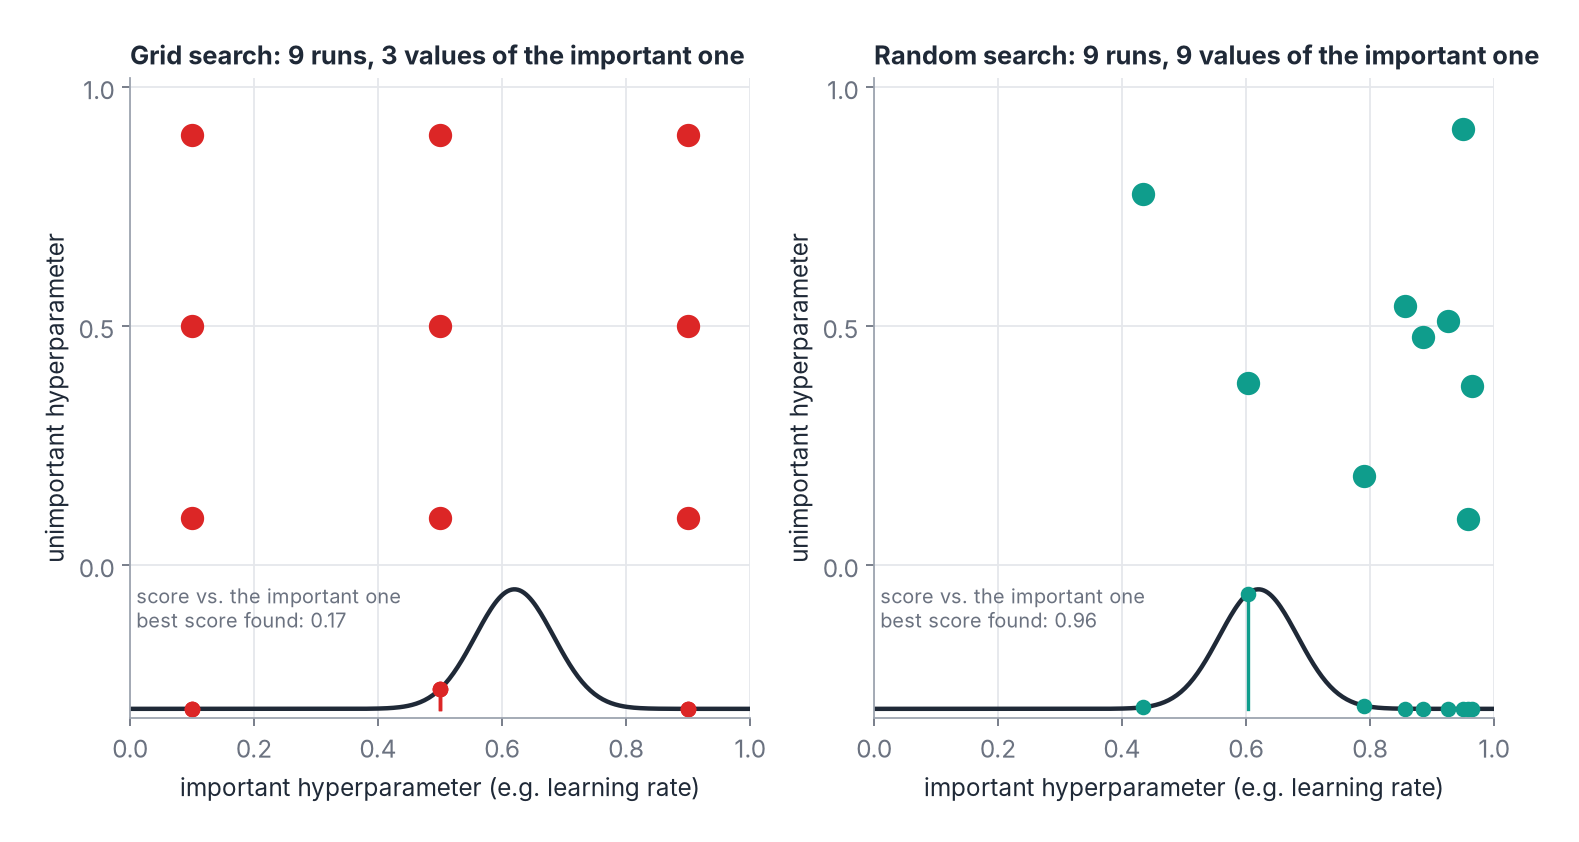 Grid search: 9 runs, 3 values of the important one
1.0
0.5
0.0
unimportant hyperparameter
score vs. the important one
best score found: 0.17
0.0 0.2 0.4 0.6 0.8 1.0
important hyperparameter (e.g. learning rate)
Random search: 9 runs, 9 values of the important one
1.0
0.5
0.0
unimportant hyperparameter
score vs. the important one
best score found: 0.96
0.0 0.2 0.4 0.6 0.8 1.0
important hyperparameter (e.g. learning rate)